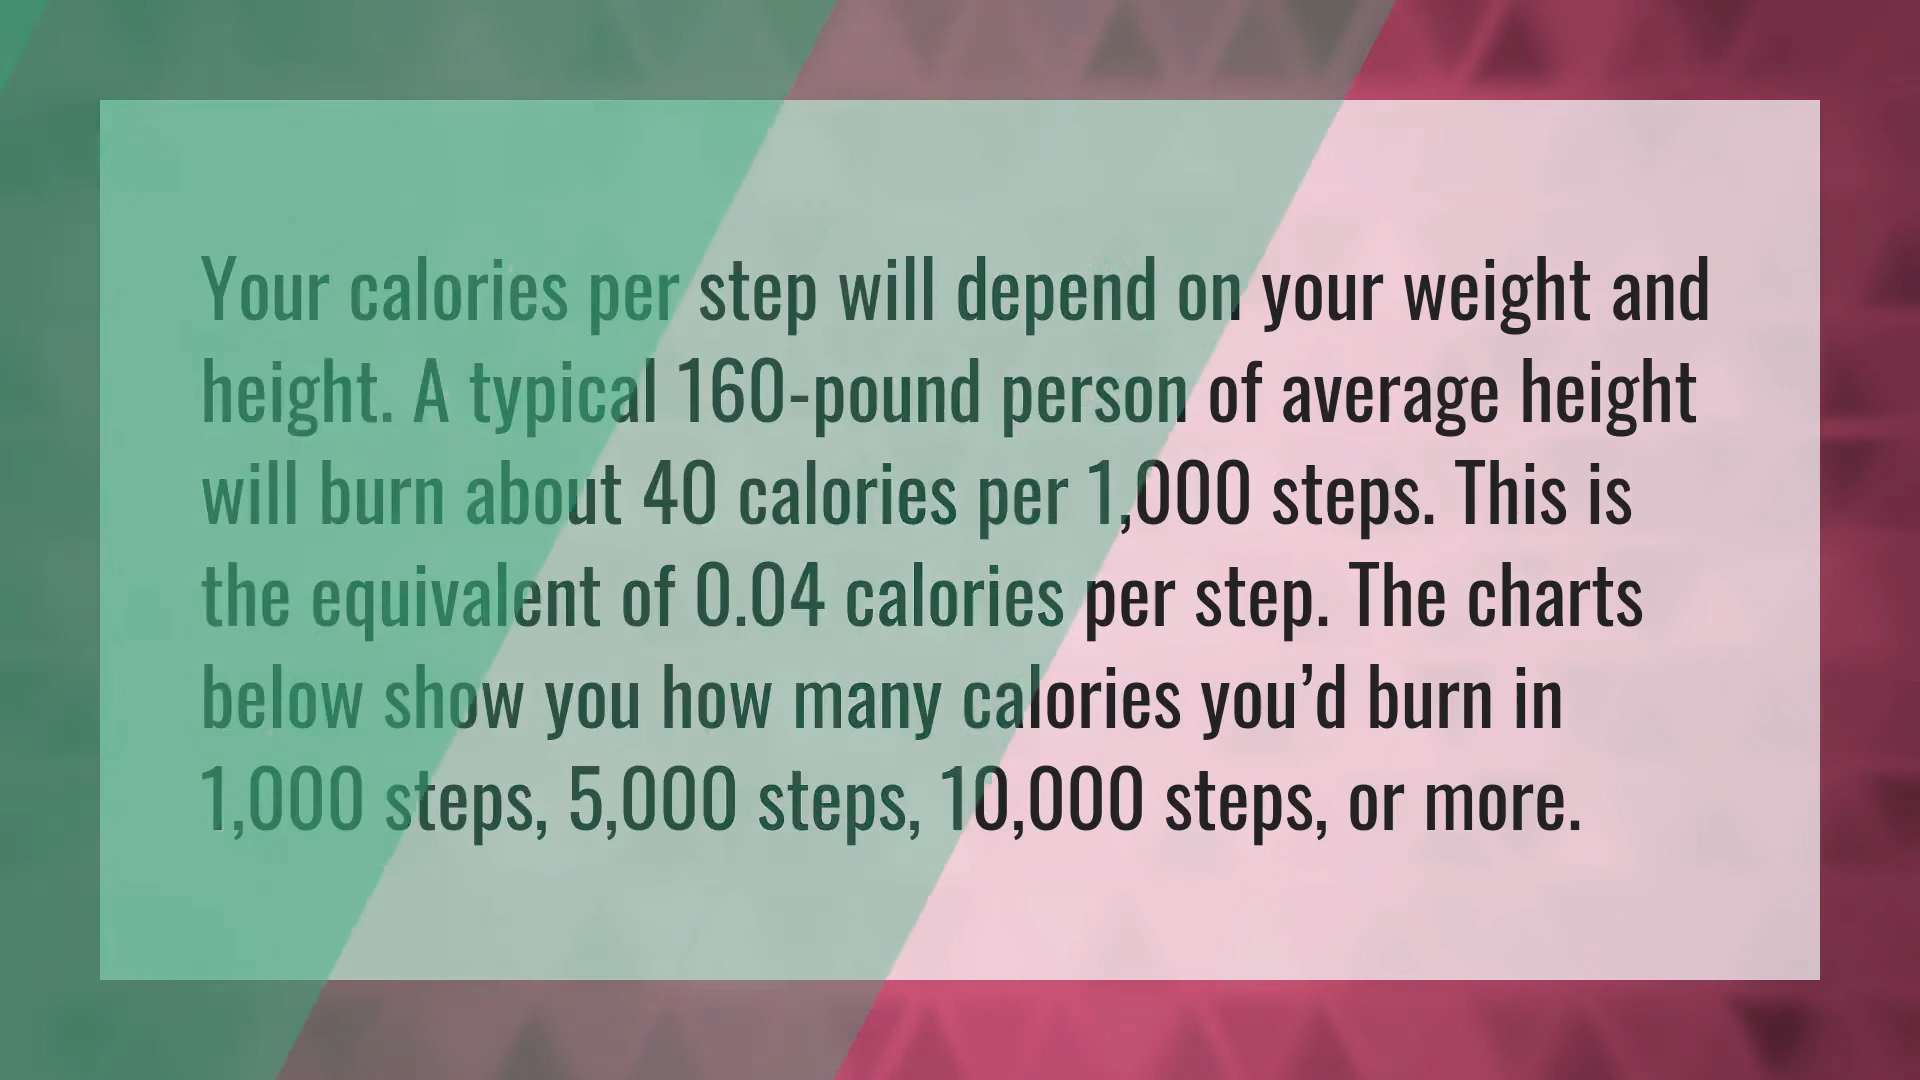 Your calories per step will depend on your weight and
height. A typical 160-pound person of average height
will burn about 40 calories per 1,000 steps. This is
the equivalent of 0.04 calories per step. The charts
below show you how many calories you’d burn in
1,000 steps, 5,000 steps, 10,000 steps, or more.